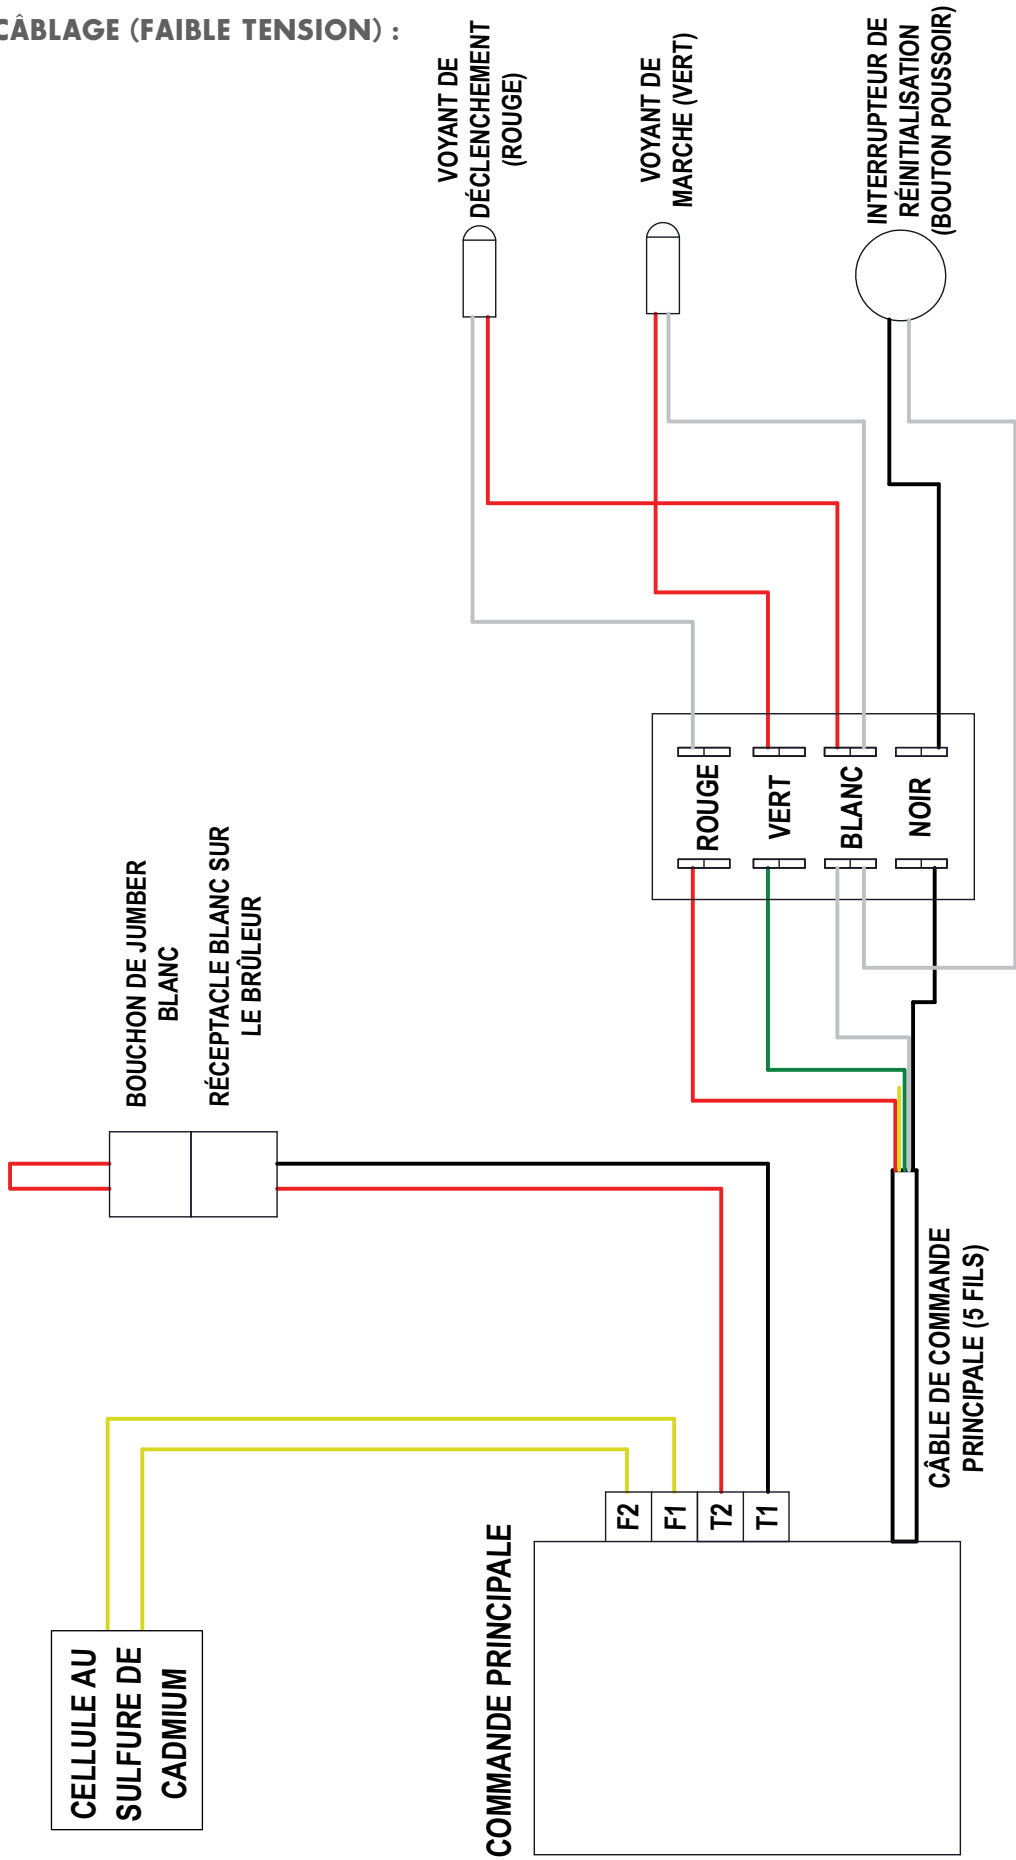 CÂBLAGE (FAIBLE TENSION) :
VOYANT DE
DÉCLENCHEMENT
(ROUGE)
VOYANT DE
MARCHE (VERT)
INTERRUPTEUR DE
RÉINITIALISATION
(BOUTON POUSSOIR)
ROUGE
VERT
BLANC
NOIR
BOUCHON DE JUMBER
BLANC
RÉCEPTACLE BLANC SUR
LE BRÛLEUR
CÂBLE DE COMMANDE
PRINCIPALE (5 FILS)
F2
F1
T2
T1
COMMANDE PRINCIPALE
CELLULE AU
SULFURE DE
CADMIUM